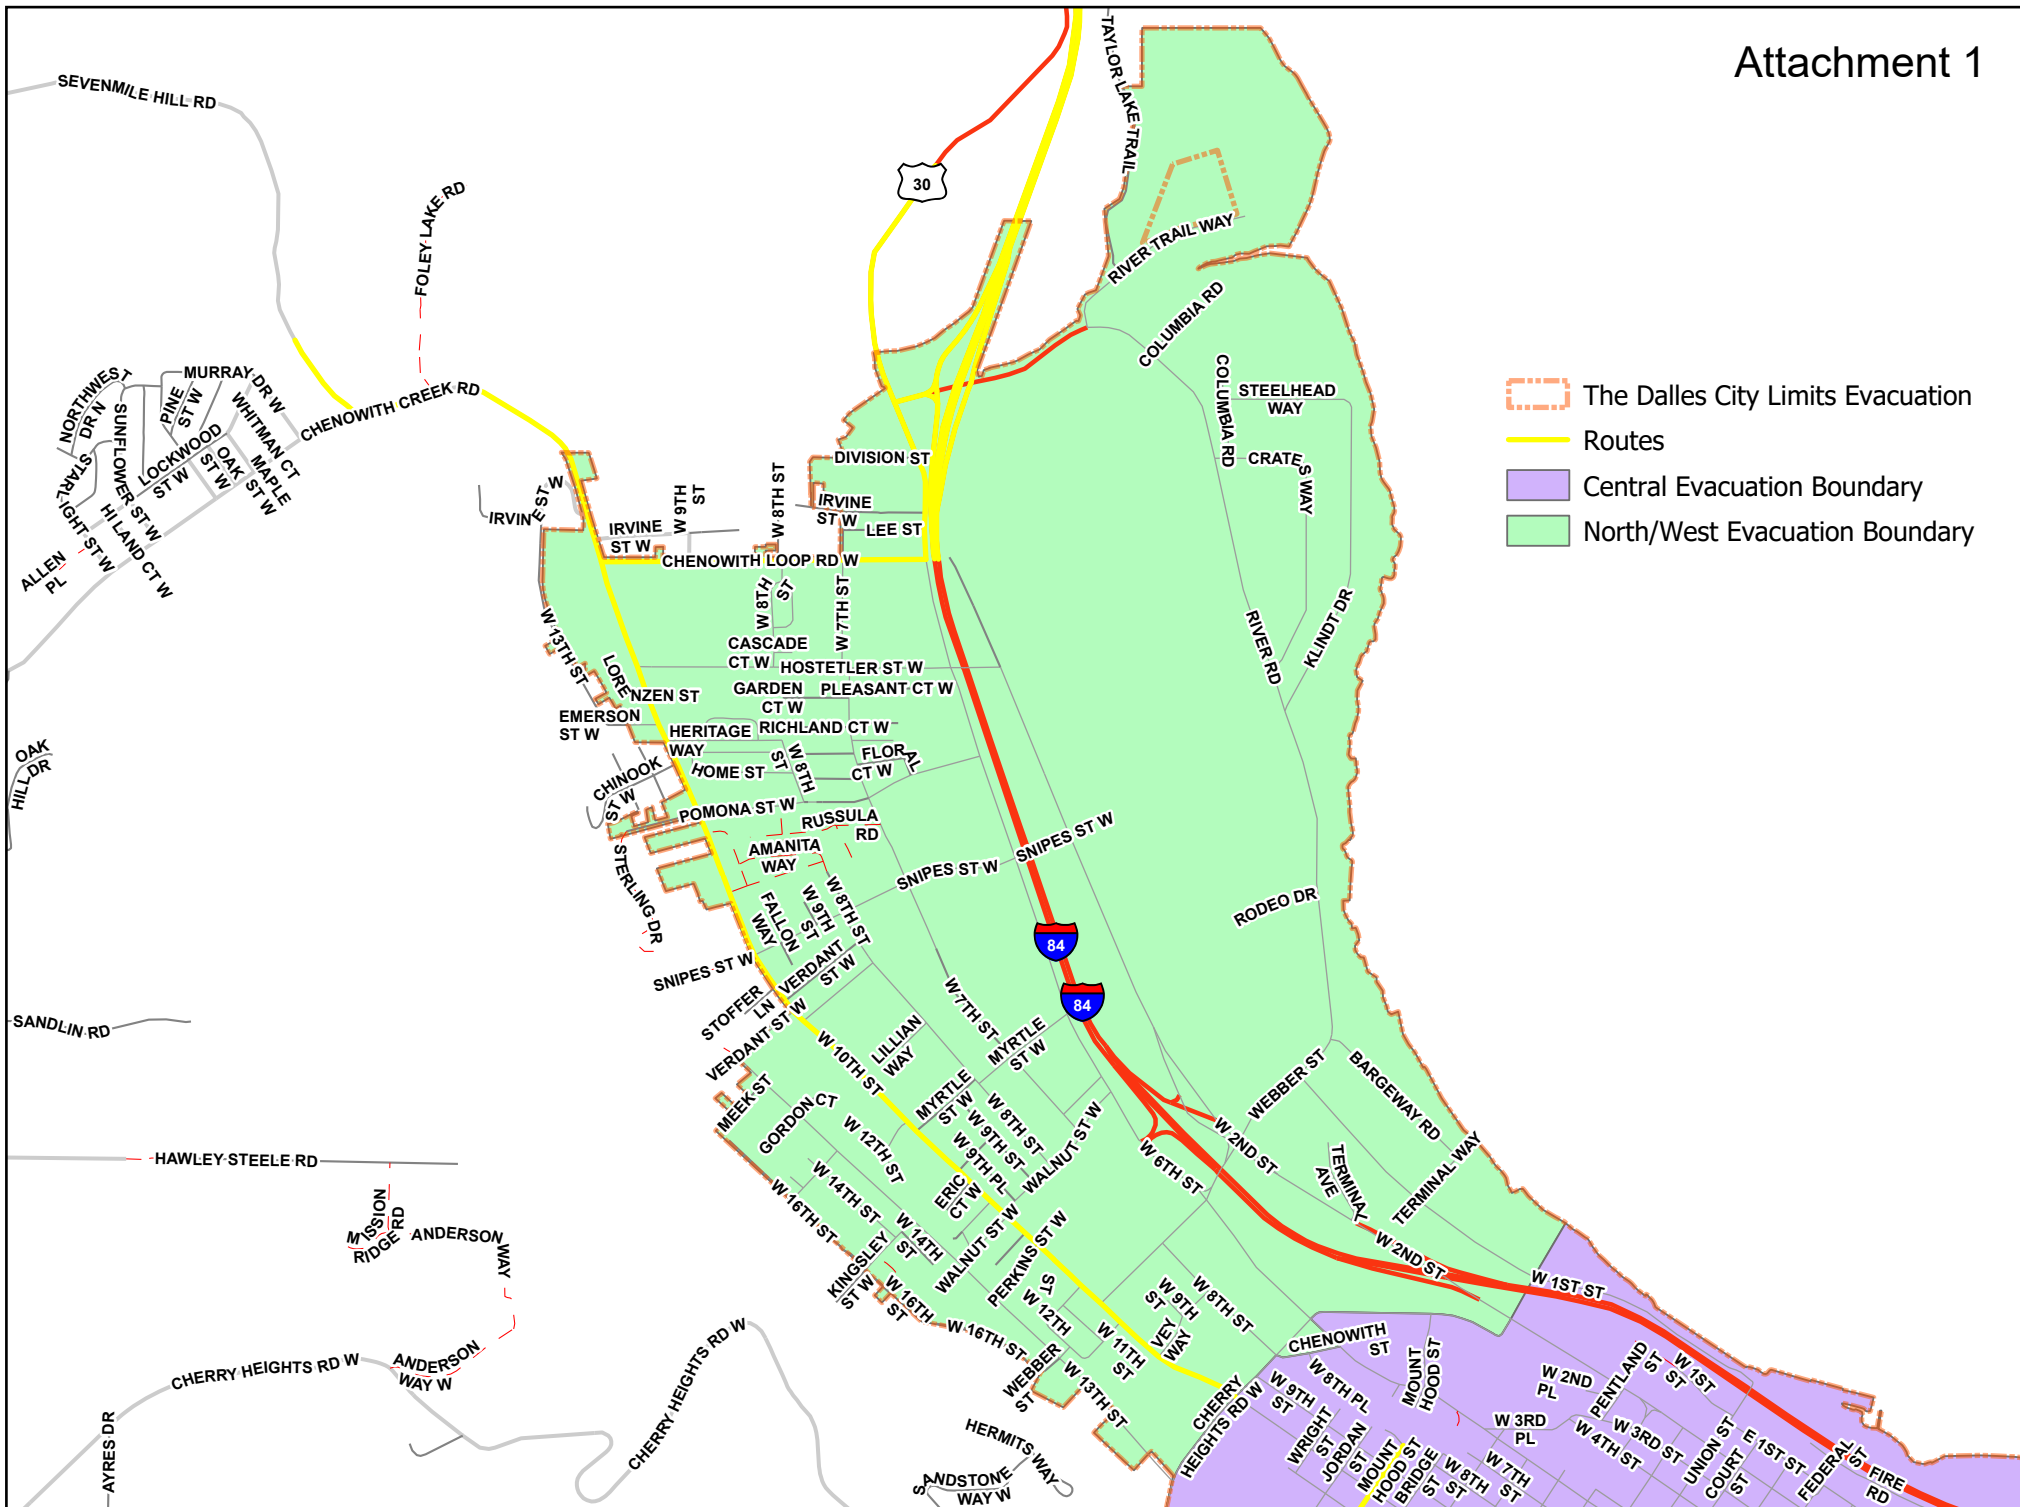 Attachment 1
SEVENMILE HILL RD
TAYLOR LAKE TRAIL
30
FOLEY LAKE RD
RIVER TRAIL WAY
COLUMBIA RD
COLUMBIA RD
STEELHEAD
WAY
CRATES WAY
The Dalles City Limits Evacuation
Routes
Central Evacuation Boundary
North/West Evacuation Boundary
NORTHWEST
DR N
MURRAY DR W
PINE
ST W
SUNFLOWER ST W
WHITMAN CT
CHENOWITH CREEK RD
LOCKWOOD
ST W
OAK
ST W
MAPLE
ST W
STARLIGHT ST W
HI LAND CT W
ALLEN
PL
DIVISION ST
IRVINE ST W
IRVINE
ST W
W 9TH
ST
W 8TH ST
IRVINE
ST W
LEE ST
CHENOWITH LOOP RD W
W 8TH
ST
W 7TH ST
W 13TH ST
CASCADE
CT W
HOSTETLER ST W
LORENZEN ST
GARDEN
CT W
PLEASANT CT W
EMERSON
ST W
HERITAGE
WAY
RICHLAND CT W
W 8TH
ST
FLORAL
CT W
HOME ST
CHINOOK
ST W
POMONA ST W
RUSSULA
RD
AMANITA
WAY
STERLING DR
SNIPES ST W
SNIPES ST W
KLINDT DR
RIVER RD
RODEO DR
OAK
HILL DR
FALLON
WAY
W 9TH
ST
W 8TH ST
SNIPES ST W
VERDANT
ST W
STOFFER
LN
VERDANT ST W
84
84
W 7TH ST
SANDLIN RD
W 10TH ST
LILLIAN
WAY
MYRTLE
ST W
MYRTLE
ST W
MEEK ST
GORDON CT
W 12TH ST
W 8TH ST
W 9TH ST
W 9TH PL
WALNUT ST W
ERIC
CT W
W 6TH ST
W 2ND ST
WEBBER ST
BARGEWAY RD
TERMINAL
AVE
TERMINAL WAY
W 2ND ST
W 1ST ST
HAWLEY STEELE RD
MISSION
RIDGE RD
ANDERSON WAY
W 16TH ST
W 14TH ST
W 14TH
ST
KINGSLEY
ST W
W 16TH
ST
WALNUT ST W
PERKINS ST W
W 16TH ST
W 12TH
ST
WEBBER
ST
W 13TH ST
W 11TH
ST
VEY
WAY
W 9TH
ST
W 8TH ST
CHERRY
HEIGHTS RD W
CHENOWITH
ST
CHERRY HEIGHTS RD W
ANDERSON
WAY W
CHERRY HEIGHTS RD W
AYRES DR
HERMITS WAY
SANDSTONE
WAY W
W 9TH
ST
W 8TH PL
MOUNT
HOOD ST
WRIGHT
ST
JORDAN
ST
MOUNT
HOOD ST
BRIDGE
ST
W 8TH
ST
W 7TH
ST
W 2ND
PL
W 3RD
PL
PENTLAND
ST
W 1ST
ST
W 4TH ST
W 3RD ST
UNION ST
COURT
ST
E 1ST ST
FEDERAL
ST
FIRE
RD